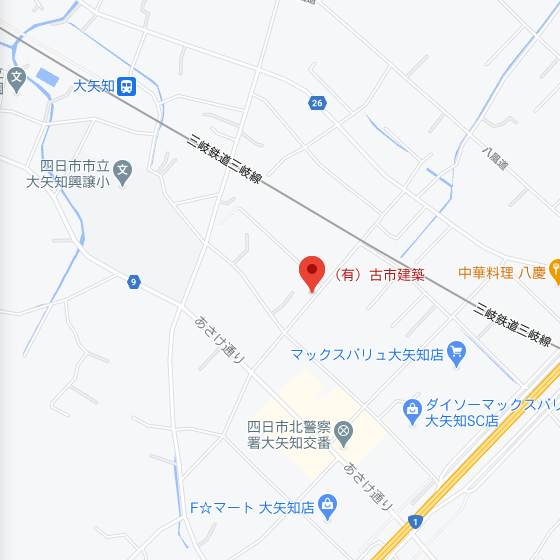 大矢知
26
三岐鉄道三岐線
八風道
四日市市立
大矢知興譲小
9
（有）古市建築
中華料理 八慶
三岐鉄道三岐線
あさけ通り
マックスバリュ大矢知店
ダイソーマックスバリ
大矢知SC店
四日市北警察
署大矢知交番
あさけ通り
F☆マート 大矢知店
1